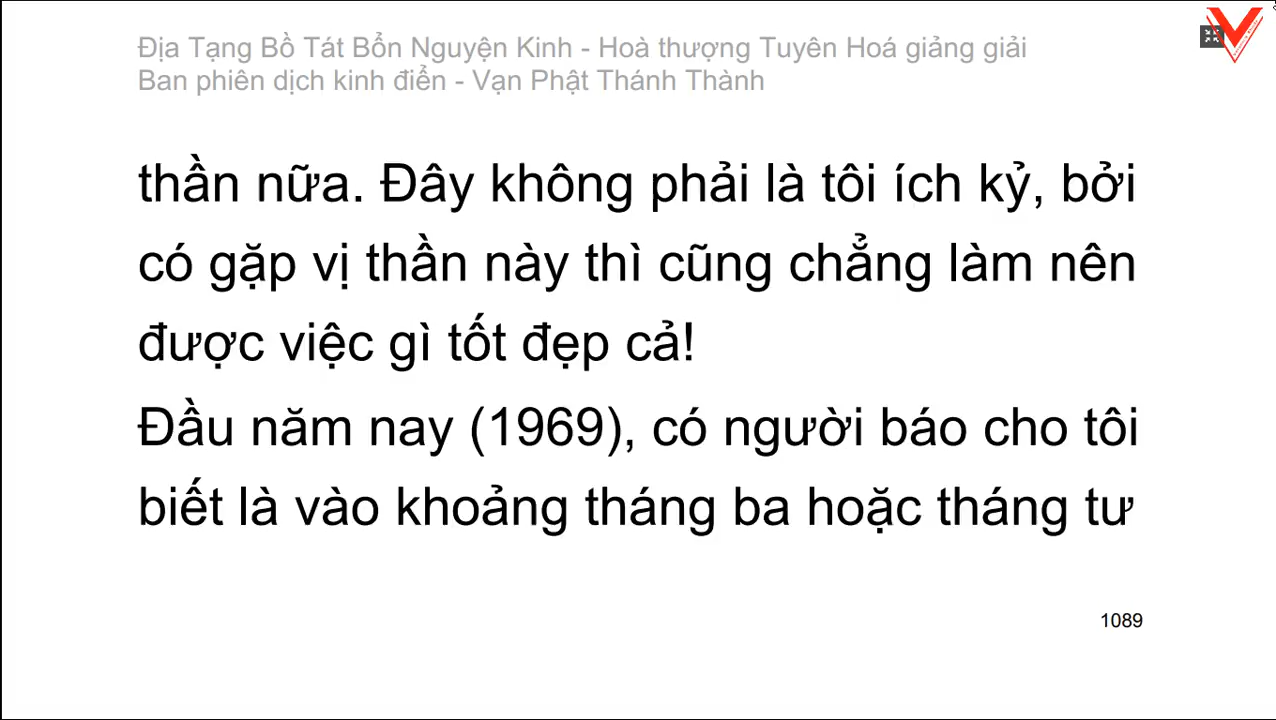 Địa Tạng Bồ Tát Bổn Nguyện Kinh - Hoà thượng Tuyên Hoá giảng giải
Ban phiên dịch kinh điển - Vạn Phật Thánh Thành
thần nữa. Đây không phải là tôi ích kỷ, bởi
có gặp vị thần này thì cũng chẳng làm nên
được việc gì tốt đẹp cả!
Đầu năm nay (1969), có người báo cho tôi
biết là vào khoảng tháng ba hoặc tháng tư
1089